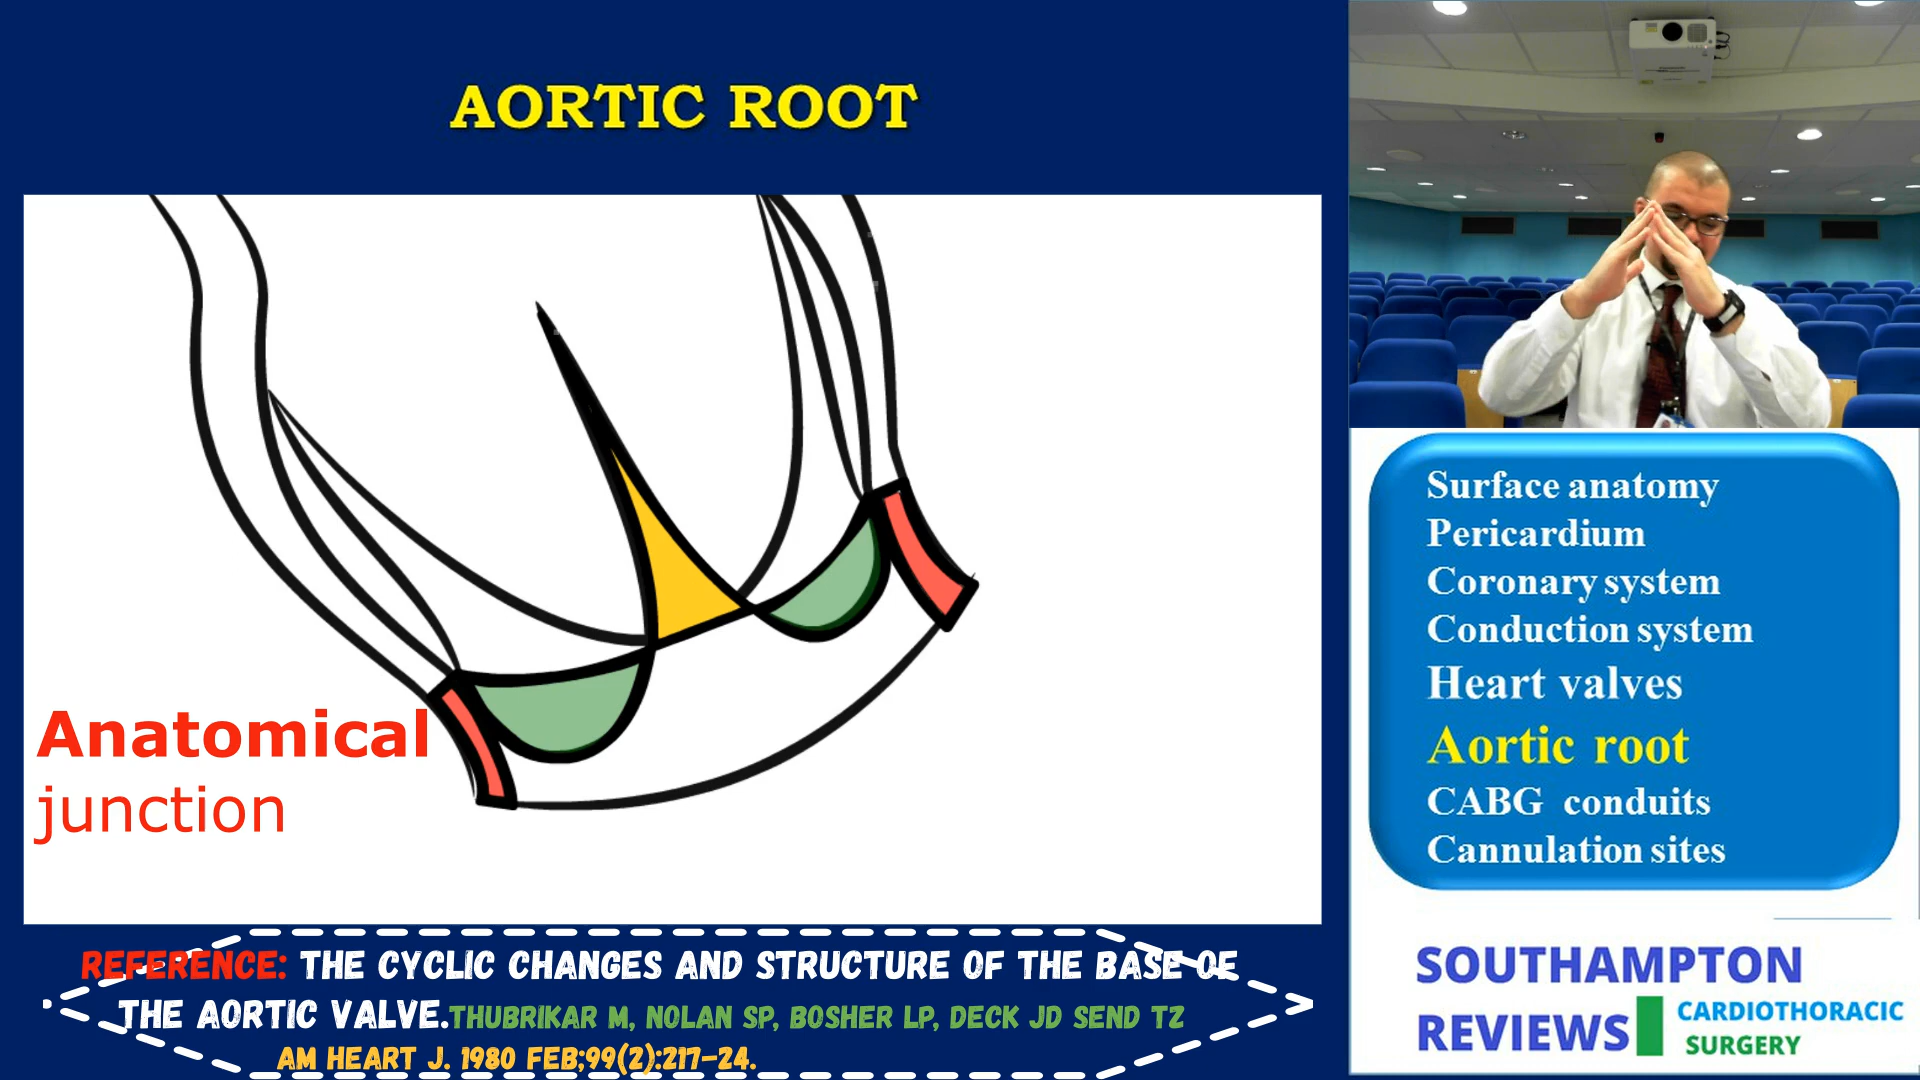 AORTIC ROOT
Anatomical
junction
REFERENCE: THE CYCLIC CHANGES AND STRUCTURE OF THE BASE OF
THE AORTIC VALVE.THUBRIKAR M, NOLAN SP, BOSHER LP, DECK JD SEND TZ
AM HEART J. 1980 FEB;99(2):217-24.
Surface anatomy
Pericardium
Coronary system
Conduction system
Heart valves
Aortic root
CABG conduits
Cannulation sites
SOUTHAMPTON
REVIEWS CARDIOTHORACIC
SURGERY